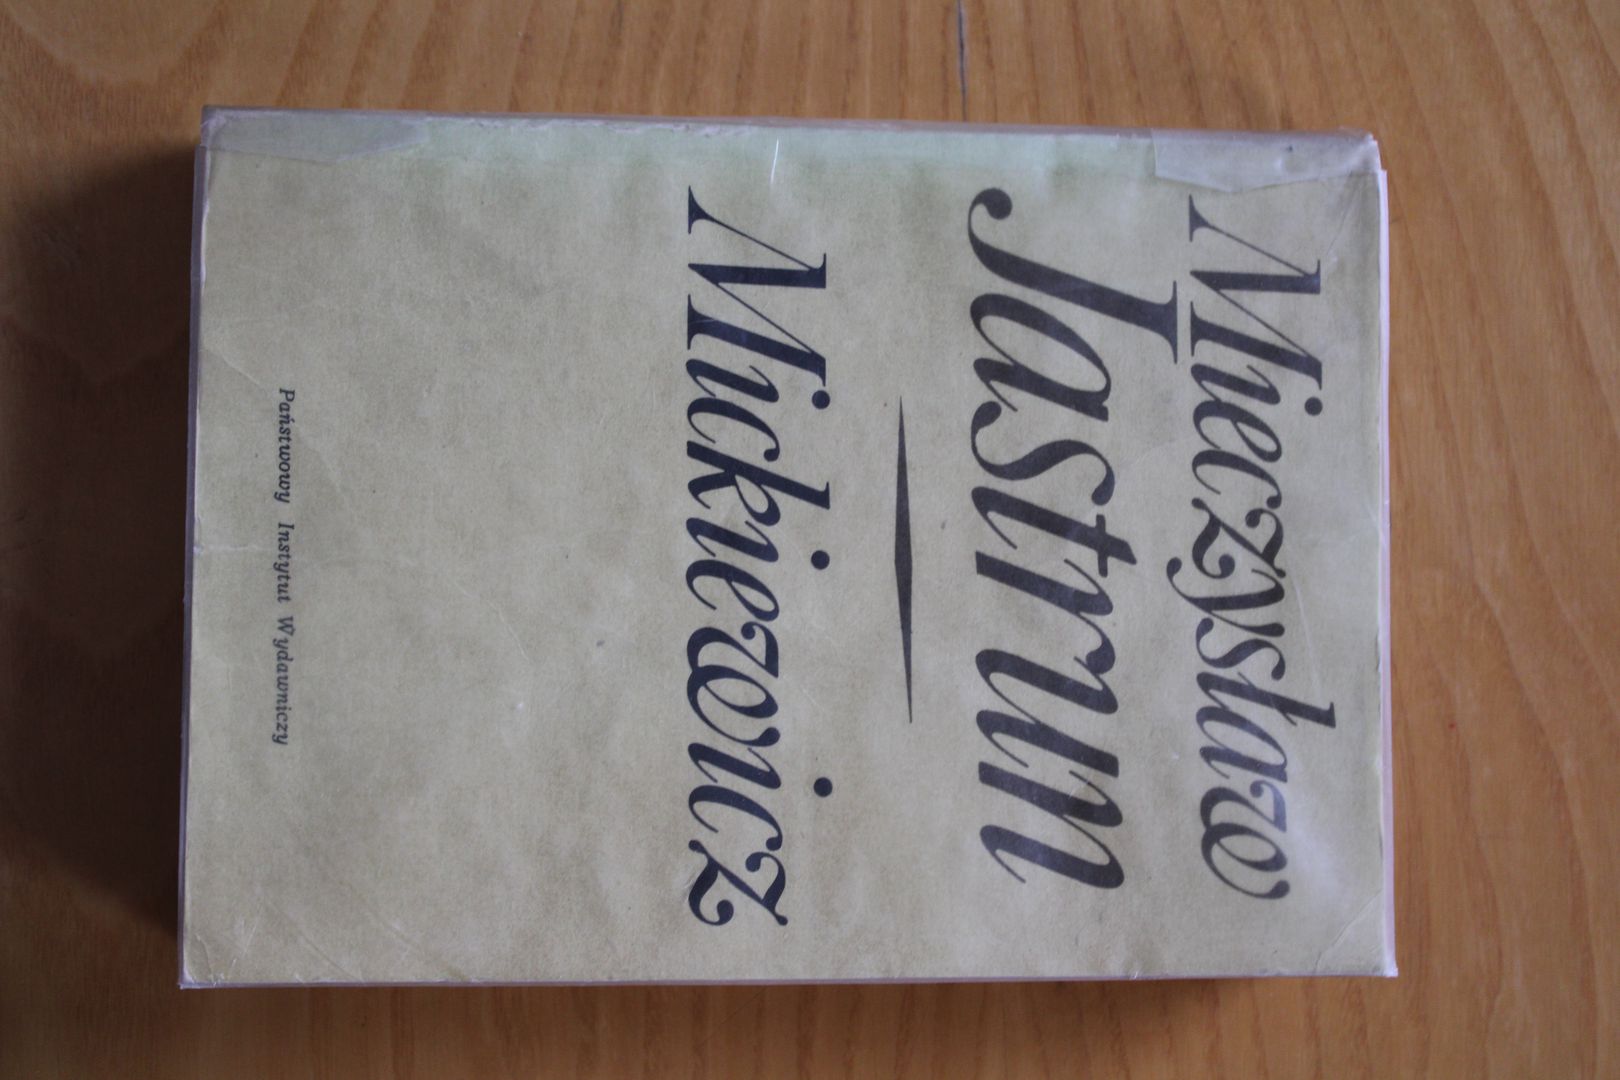 Mieczysław
Jastrun
Mickiewicz
Państwowy Instytut Wydawniczy